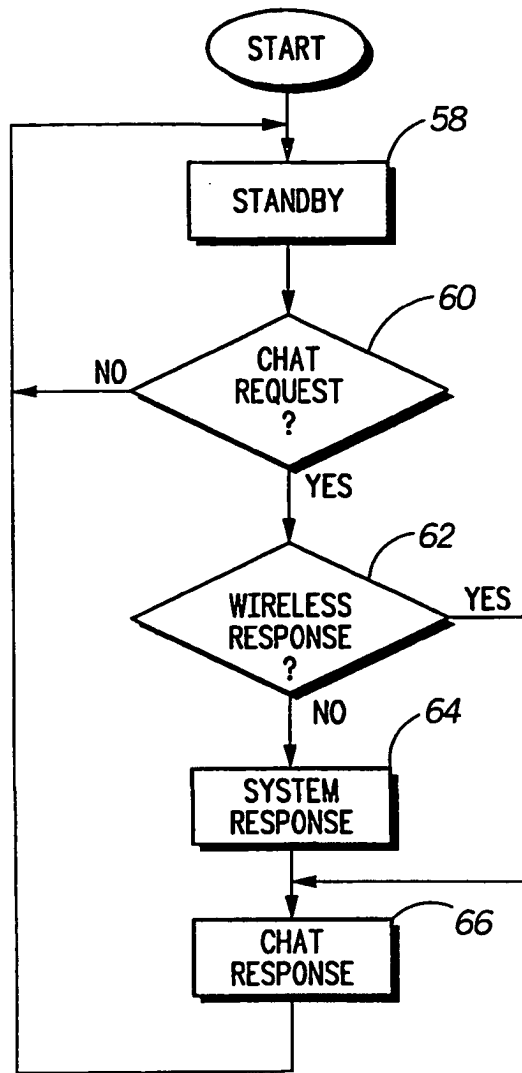 START
58
STANDBY
60
CHAT
REQUEST
?
NO
YES
62
WIRELESS
RESPONSE
?
YES
NO
64
SYSTEM
RESPONSE
66
CHAT
RESPONSE